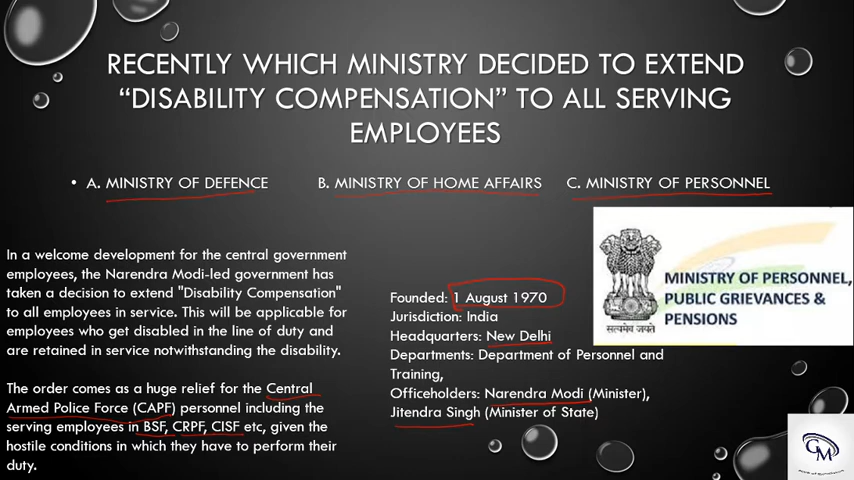 RECENTLY WHICH MINISTRY DECIDED TO EXTEND
“DISABILITY COMPENSATION” TO ALL SERVING
EMPLOYEES
• A. MINISTRY OF DEFENCE B. MINISTRY OF HOME AFFAIRS C. MINISTRY OF PERSONNEL
In a welcome development for the central government
employees, the Narendra Modi-led government has
taken a decision to extend "Disability Compensation"
to all employees in service. This will be applicable for
employees who get disabled in the line of duty and
are retained in service notwithstanding the disability.
The order comes as a huge relief for the Central
Armed Police Force (CAPF) personnel including the
serving employees in BSF, CRPF, CISF etc, given the
hostile conditions in which they have to perform their
duty.
Founded: 1 August 1970
Jurisdiction: India
Headquarters: New Delhi
Departments: Department of Personnel and
Training,
Officeholders: Narendra Modi (Minister),
Jitendra Singh (Minister of State)
सत्यमेव जयते
MINISTRY OF PERSONNEL,
PUBLIC GRIEVANCES &
PENSIONS
GM